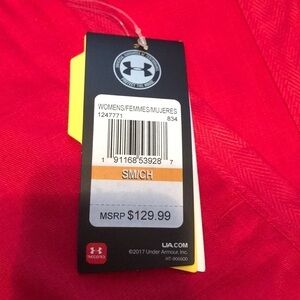 WOMENS/FEMMES/MUJERES
1247771 834
1 91168 53928 7
SM/CH
MSRP $129.99
UA.COM
©2017 Under Armour, Inc.